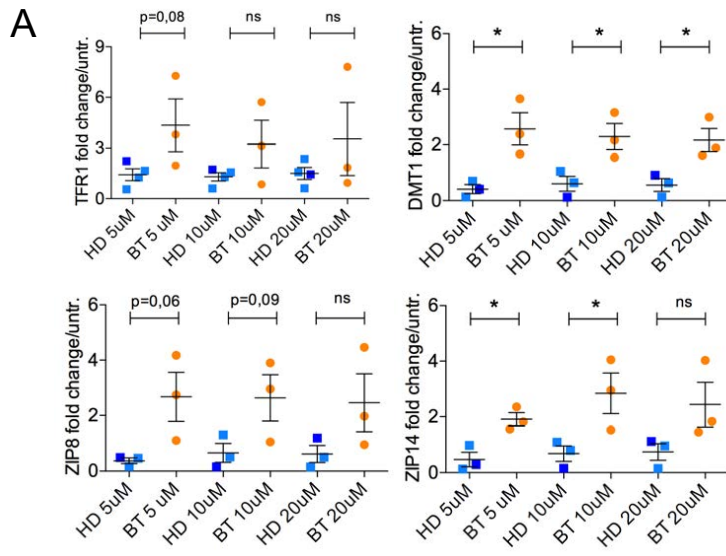 A
p=0,08 ns ns
TFR1 fold change/untr.
9
6
3
0
HD 5uM BT 5 uM HD 10uM BT 10uM HD 20uM BT 20uM
* * *
DMT1 fold change/untr.
6
4
2
0
HD 5uM BT 5 uM HD 10uM BT 10uM HD 20uM BT 20uM
p=0,06 p=0,09 ns
ZIP8 fold change/untr.
6
4
2
0
HD 5uM BT 5 uM HD 10uM BT 10uM HD 20uM BT 20uM
* * ns
ZIP14 fold change/untr.
6
4
2
0
HD 5uM BT 5 uM HD 10uM BT 10uM HD 20uM BT 20uM